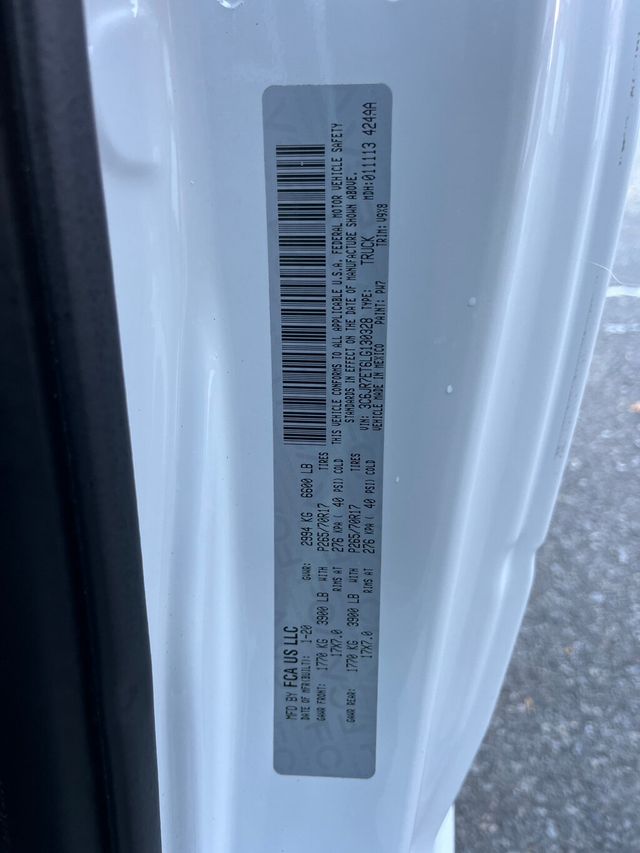 MFD BY FCA US LLC
DATE OF MFR(BUILT): 1-20 GVWR: 2994 KG 6600 LB
GAWR FRONT: 1770 KG 3900 LB WITH P265/70R17 TIRES
17X7.0 RIMS AT 276 KPA ( 40 PSI) COLD
GAWR REAR: 1770 KG 3900 LB WITH P265/70R17 TIRES
17X7.0 RIMS AT 276 KPA ( 40 PSI) COLD
THIS VEHICLE CONFORMS TO ALL APPLICABLE U.S.A. FEDERAL MOTOR VEHICLE SAFETY
STANDARDS IN EFFECT ON THE DATE OF MANUFACTURE SHOWN ABOVE.
VIN: 3C6JR7ET6LG130328 TYPE: TRUCK MDH:011113 424AA
VEHICLE MADE IN MEXICO PAINT: PW7 TRIM: V9X8